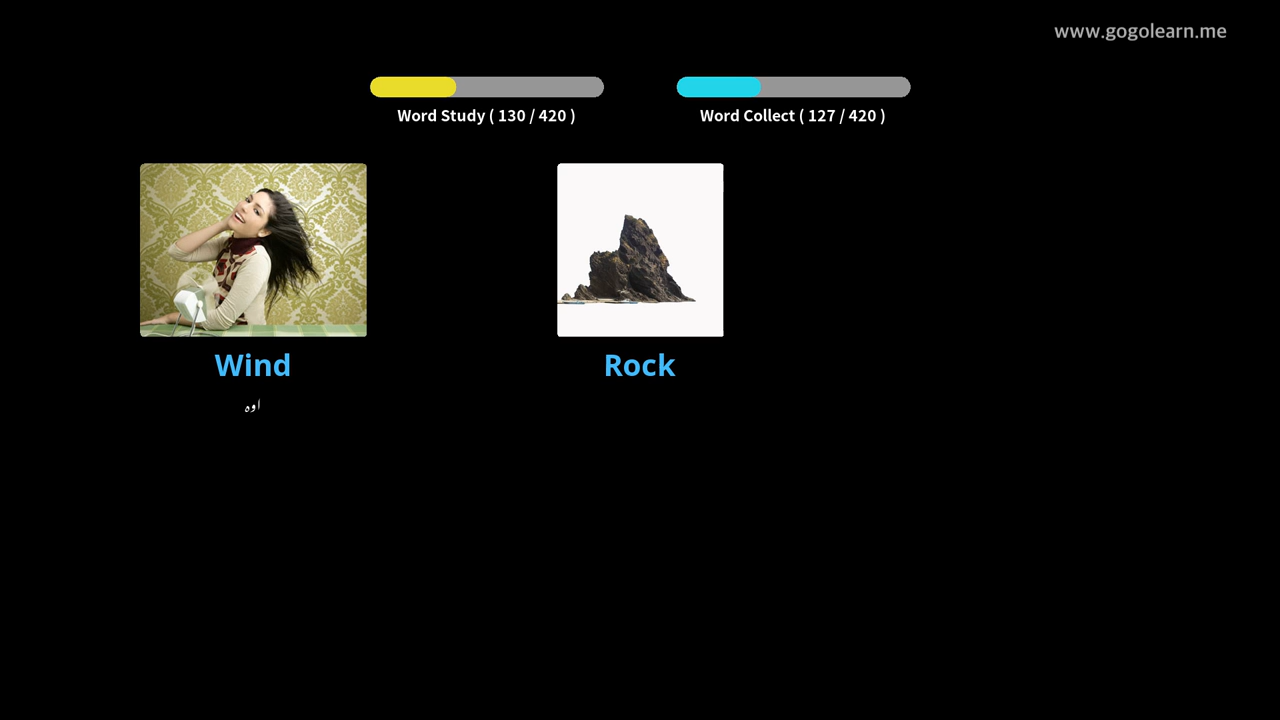 www.gogolearn.me
Word Study ( 130 / 420 )
Word Collect ( 127 / 420 )
Wind
Rock
اوه